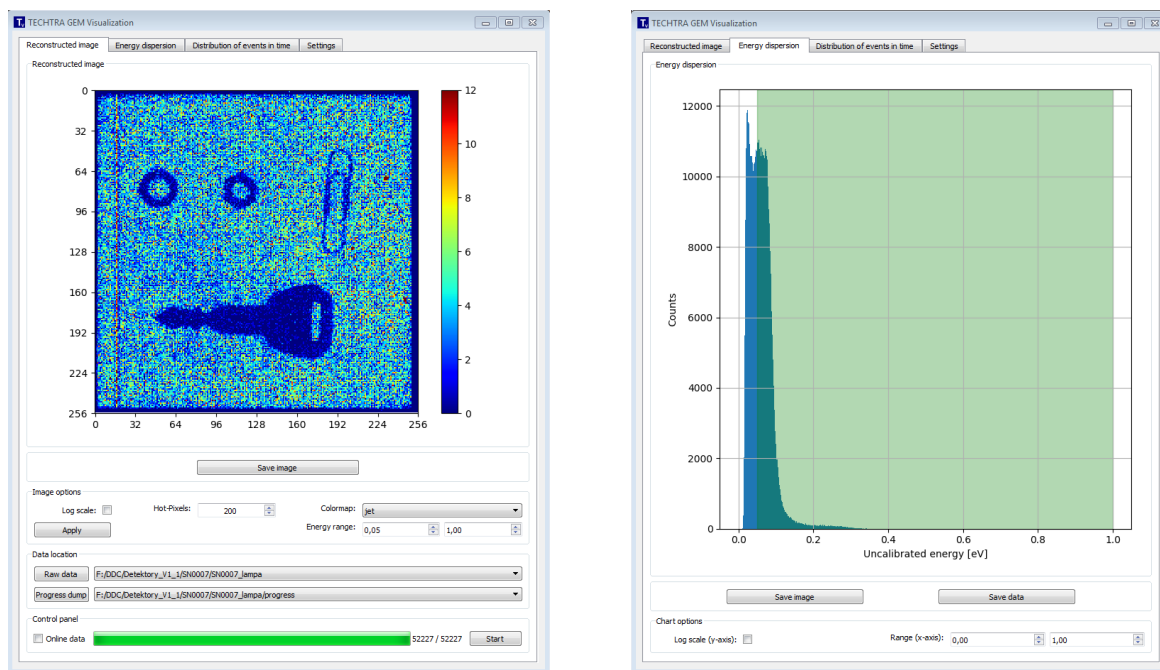 TECHTRA GEM Visualization
Reconstructed image Energy dispersion Distribution of events in time Settings
Reconstructed image
0
32
64
96
128
160
192
224
256
0 32 64 96 128 160 192 224 256
12
10
8
6
4
2
0
Save image
Image options
Log scale: Hot-Pixels: 200 Colormap: jet
Apply Energy range: 0,05 1,00
Data location
Raw data F:/DDC/Detektory_V1_1/SN0007/SN0007_lampa
Progress dump F:/DDC/Detektory_V1_1/SN0007/SN0007_lampa/progress
Control panel
Online data 52227 / 52227 Start
TECHTRA GEM Visualization
Reconstructed image Energy dispersion Distribution of events in time Settings
Energy dispersion
12000
10000
8000
6000
4000
2000
0
Counts
0.0 0.2 0.4 0.6 0.8 1.0
Uncalibrated energy [eV]
Save image Save data
Chart options
Log scale (y-axis): Range (x-axis): 0,00 1,00